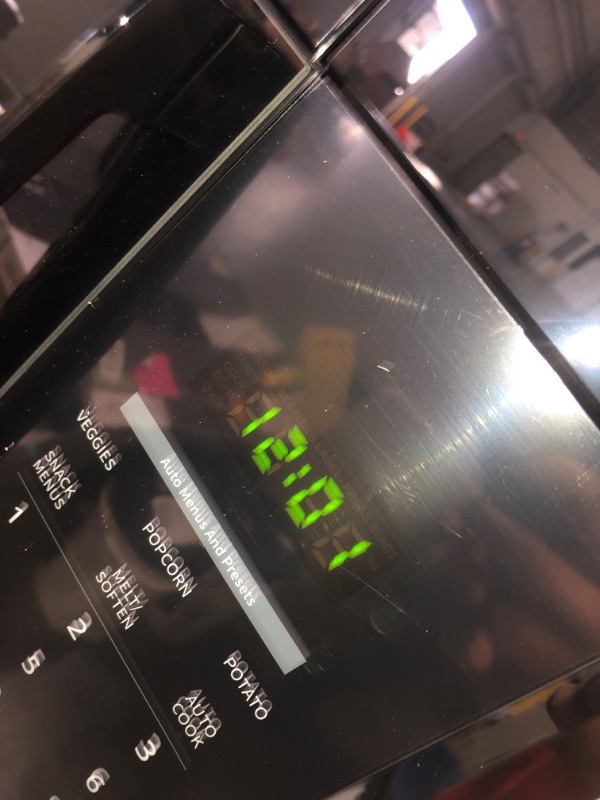 12:01
Auto Menus And Presets
VEGGIES
POPCORN
POTATO
SNACK
MENUS
MELT/
SOFTEN
AUTO
COOK
1
2
3
5
6